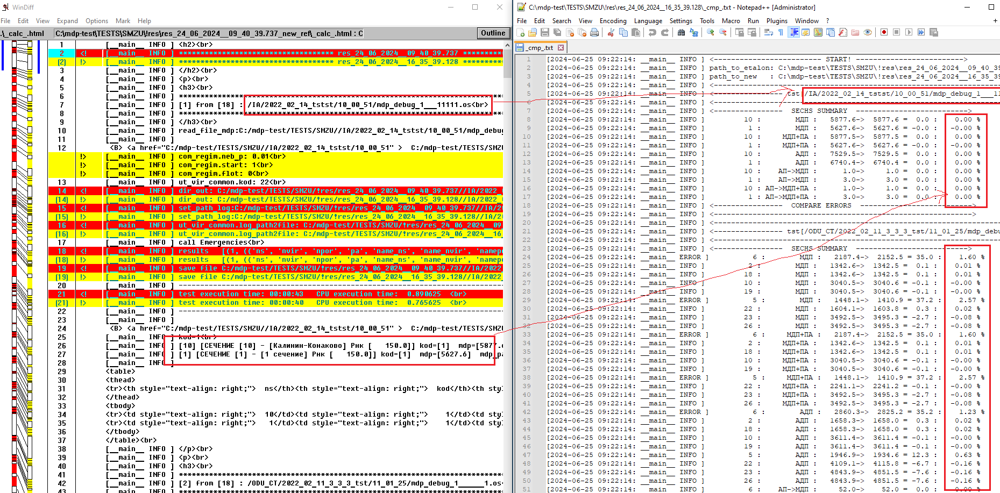 WinDiff
File Edit View Expand Options Mark Help
.\_calc_.html C:\mdp-test\TESTS\SMZU\!res\res_24_06_2024__09_40_39.737_new_ref\_calc_.html : C Outline
1 [__main__ INFO ] <h2><br>
2 <! [__main__ INFO ] *********************************** res_24_06_2024__09_40_39.737 *********
(2) !> [__main__ INFO ] *********************************** res_24_06_2024__16_35_39.128 *********
3 [__main__ INFO ] </h2><br>
4 [__main__ INFO ] <p><br>
5 [__main__ INFO ] <h3><br>
6 [__main__ INFO ] **********
7 [__main__ INFO ] [1] from [18] : /IA/2022_02_14_tstst/10_00_51/mdp_debug_1___11111.os<br>
8 [__main__ INFO ] **********
9 [__main__ INFO ] </h3><br>
10 [__main__ INFO ] read_file_mdp:C:/mdp-test/TESTS/SMZU//IA/2022_02_14_tstst/10_00_51/mdp_debug
11 [__main__ INFO ]
12 <B> <a href="C:/mdp-test/TESTS/SMZU//IA/2022_02_14_tstst/10_00_51" > C:/mdp-test/TESTS/SMZU
!> [__main__ INFO ] com_regim.neb_p: 0.01<br>
!> [__main__ INFO ] com_regim.start: 1<br>
!> [__main__ INFO ] com_regim.flot: 0<br>
13 [__main__ INFO ] ut_vir_common.kod: 22<br>
14 <! [__main__ INFO ] dir_out: C:/mdp-test/TESTS/SMZU/!res/res_24_06_2024__09_40_39.737//IA/2022_
(14) !> [__main__ INFO ] dir_out: C:/mdp-test/TESTS/SMZU/!res/res_24_06_2024__16_35_39.128//IA/2022_
15 <! [__main__ INFO ] set_path_log:C:/mdp-test/TESTS/SMZU/!res/res_24_06_2024__09_40_39.737//IA/2
(15) !> [__main__ INFO ] set_path_log:C:/mdp-test/TESTS/SMZU/!res/res_24_06_2024__16_35_39.128//IA/2
16 <! [__main__ INFO ] ut_vir_common.log_path2file: C:/mdp-test/TESTS/SMZU/!res/res_24_06_2024__09_
(16) !> [__main__ INFO ] ut_vir_common.log_path2file: C:/mdp-test/TESTS/SMZU/!res/res_24_06_2024__16_
17 [__main__ INFO ] call Emergencies<br>
18 <! [__main__ INFO ] results [(1, (('ns', 'nvir', 'npor', 'pa', 'name_ns', 'name_nvir', 'namepo
(18) !> [__main__ INFO ] results [(1, (('ns', 'nvir', 'npor', 'pa', 'name_ns', 'name_nvir', 'namepo
19 <! [__main__ INFO ] save file C:/mdp-test/TESTS/SMZU/!res/res_24_06_2024__09_40_39.737//IA/2022_
(19) !> [__main__ INFO ] save file C:/mdp-test/TESTS/SMZU/!res/res_24_06_2024__16_35_39.128//IA/2022_
20 [__main__ INFO ] ----------
21 <! [__main__ INFO ] test execution time: 00:00:43 CPU execution time: 0.890625 <br>
(21) !> [__main__ INFO ] test execution time: 00:00:40 CPU execution time: 0.765625 <br>
22 [__main__ INFO ] ----------
23 [__main__ INFO ]
24 <B> <a href="C:/mdp-test/TESTS/SMZU//IA/2022_02_14_tstst/10_00_51" > C:/mdp-test/TESTS/SMZU
25 [__main__ INFO ] kod=1<br>
26 [__main__ INFO ] [10] [СЕЧЕНИЕ [10] - [Калинин-Конаково] Рнк [ 150.0]] kod=[1] mdp=[5877.
27 [__main__ INFO ] [1] [СЕЧЕНИЕ [1] - [1 сечение] Рнк [ 150.0]] kod=[1] mdp=[5627.6] mdp_pa
28 [__main__ INFO ]
29 <table>
30 <thead>
31 <tr><th style="text-align: right;"> ns</th><th style="text-align: right;"> kod</th><th sty
32 </thead>
33 <tbody>
34 <tr><td style="text-align: right;"> 10</td><td style="text-align: right;"> 1</td><td sty
35 <tr><td style="text-align: right;"> 1</td><td style="text-align: right;"> 1</td><td sty
36 </tbody>
37 </table><br>
38 [__main__ INFO ] </p><br>
39 [__main__ INFO ] <p><br>
40 [__main__ INFO ] <h3><br>
41 [__main__ INFO ] **********
42 [__main__ INFO ] [2] from [18] : /ODU_CT/2022_02_11_3_3_3_tst/11_01_25/mdp_debug_1______1.os<
43 [__main__ INFO ] **********
C:\mdp-test\TESTS\SMZU\!res\res_24_06_2024__16_35_39.128\_cmp_.txt - Notepad++ [Administrator]
File Edit Search View Encoding Language Settings Tools Macro Run Plugins Window ? +
_cmp_.txt
1 [2024-06-25 09:22:14: __main__ INFO ] <-------------------------- START! ------------------------->
2 [2024-06-25 09:22:14: __main__ INFO ] path_to_etalon: C:\mdp-test\TESTS\SMZU\!res\res_24_06_2024__09_40_39
3 [2024-06-25 09:22:14: __main__ INFO ] path_to_new : C:\mdp-test\TESTS\SMZU\!res\res_24_06_2024__16_35_39
4 [2024-06-25 09:22:14: __main__ INFO ] <----------
5 [2024-06-25 09:22:14: __main__ INFO ] <---------------- tst[/IA/2022_02_14_tstst/10_00_51/mdp_debug_1___11
6 [2024-06-25 09:22:14: __main__ INFO ] <----------
7 [2024-06-25 09:22:14: __main__ INFO ] <---------------- SECHS SUMMARY ------------------------->
8 [2024-06-25 09:22:14: __main__ INFO ] 10 : МДП : 5877.6-> 5877.6 = 0.0 : 0.00 %
9 [2024-06-25 09:22:14: __main__ INFO ] 1 : МДП : 5627.6-> 5627.6 = -0.0 : -0.00 %
10 [2024-06-25 09:22:14: __main__ INFO ] 10 : МДП+ПА : 5877.5-> 5877.5 = 0.0 : 0.00 %
11 [2024-06-25 09:22:14: __main__ INFO ] 1 : МДП+ПА : 5627.6-> 5627.6 = -0.0 : -0.00 %
12 [2024-06-25 09:22:14: __main__ INFO ] 10 : АДП : 7529.5-> 7529.5 = 0.0 : 0.00 %
13 [2024-06-25 09:22:14: __main__ INFO ] 1 : АДП : 6740.4-> 6740.4 = 0.0 : 0.00 %
14 [2024-06-25 09:22:14: __main__ INFO ] 10 : АП->МДП : 1.0-> 1.0 = 0.0 : 0.00 %
15 [2024-06-25 09:22:14: __main__ INFO ] 1 : АП->МДП : 3.0-> 3.0 = 0.0 : 0.00 %
16 [2024-06-25 09:22:14: __main__ INFO ] 10 : АП->МДП+ПА : 1.0-> 1.0 = 0.0 : 0.00 %
17 [2024-06-25 09:22:14: __main__ INFO ] 1 : АП->МДП+ПА : 3.0-> 3.0 = 0.0 : 0.00 %
18 [2024-06-25 09:22:14: __main__ INFO ] <---------------- COMPARE ERRORS ------------------------->
19 [2024-06-25 09:22:14: __main__ INFO ] <---------->
20 [2024-06-25 09:22:14: __main__ INFO ] <----------
21 [2024-06-25 09:22:14: __main__ INFO ] <---------------- tst[/ODU_CT/2022_02_11_3_3_3_tst/11_01_25/mdp_debu
22 [2024-06-25 09:22:14: __main__ INFO ] <----------
23 [2024-06-25 09:22:14: __main__ INFO ] <---------------- SECHS SUMMARY ------------------------->
24 [2024-06-25 09:22:14: __main__ ERROR ] 6 : МДП : 2187.4-> 2152.5 = 35.0 : 1.60 %
25 [2024-06-25 09:22:14: __main__ INFO ] 2 : МДП : 1342.6-> 1342.5 = 0.1 : 0.01 %
26 [2024-06-25 09:22:14: __main__ INFO ] 18 : МДП : 1342.6-> 1342.5 = 0.1 : 0.01 %
27 [2024-06-25 09:22:14: __main__ INFO ] 10 : МДП : 3040.5-> 3040.6 = -0.1 : -0.00 %
28 [2024-06-25 09:22:14: __main__ INFO ] 19 : МДП : 3040.5-> 3040.6 = -0.1 : -0.00 %
29 [2024-06-25 09:22:14: __main__ ERROR ] 5 : МДП : 1448.1-> 1410.9 = 37.2 : 2.57 %
30 [2024-06-25 09:22:14: __main__ INFO ] 22 : МДП : 1604.1-> 1603.8 = 0.3 : 0.02 %
31 [2024-06-25 09:22:14: __main__ INFO ] 23 : МДП : 3492.5-> 3495.3 = -2.7 : -0.08 %
32 [2024-06-25 09:22:14: __main__ INFO ] 26 : МДП : 3492.5-> 3495.3 = -2.7 : -0.08 %
33 [2024-06-25 09:22:14: __main__ ERROR ] 6 : МДП+ПА : 2187.4-> 2152.5 = 35.0 : 1.60 %
34 [2024-06-25 09:22:14: __main__ INFO ] 2 : МДП+ПА : 1342.6-> 1342.5 = 0.1 : 0.01 %
35 [2024-06-25 09:22:14: __main__ INFO ] 18 : МДП+ПА : 1342.6-> 1342.5 = 0.1 : 0.01 %
36 [2024-06-25 09:22:14: __main__ INFO ] 10 : МДП+ПА : 3040.5-> 3040.6 = -0.1 : -0.00 %
37 [2024-06-25 09:22:14: __main__ INFO ] 19 : МДП+ПА : 3040.5-> 3040.6 = -0.1 : -0.00 %
38 [2024-06-25 09:22:14: __main__ ERROR ] 5 : МДП+ПА : 1448.1-> 1410.9 = 37.2 : 2.57 %
39 [2024-06-25 09:22:14: __main__ INFO ] 22 : МДП+ПА : 2241.1-> 2241.2 = -0.1 : -0.00 %
40 [2024-06-25 09:22:14: __main__ INFO ] 23 : МДП+ПА : 3492.5-> 3495.3 = -2.7 : -0.08 %
41 [2024-06-25 09:22:14: __main__ INFO ] 26 : МДП+ПА : 3492.5-> 3495.3 = -2.7 : -0.08 %
42 [2024-06-25 09:22:14: __main__ ERROR ] 6 : АДП : 2860.3-> 2825.2 = 35.2 : 1.23 %
43 [2024-06-25 09:22:14: __main__ INFO ] 2 : АДП : 1658.3-> 1658.0 = 0.3 : 0.02 %
44 [2024-06-25 09:22:14: __main__ INFO ] 18 : АДП : 1658.3-> 1658.0 = 0.3 : 0.02 %
45 [2024-06-25 09:22:14: __main__ INFO ] 10 : АДП : 3611.4-> 3611.4 = -0.1 : -0.00 %
46 [2024-06-25 09:22:14: __main__ INFO ] 19 : АДП : 3611.4-> 3611.4 = -0.1 : -0.00 %
47 [2024-06-25 09:22:14: __main__ INFO ] 5 : АДП : 1946.9-> 1934.6 = 12.3 : 0.63 %
48 [2024-06-25 09:22:14: __main__ INFO ] 22 : АДП : 4109.1-> 4115.8 = -6.7 : -0.16 %
49 [2024-06-25 09:22:14: __main__ INFO ] 23 : АДП : 4843.9-> 4851.5 = -7.6 : -0.16 %
50 [2024-06-25 09:22:14: __main__ INFO ] 26 : АДП : 4843.9-> 4851.5 = -7.6 : -0.16 %
51 [2024-06-25 09:22:14: __main__ INFO ] 6 : АП->МДП : 52.0-> 52.0 = 0.0 : 0.00 %